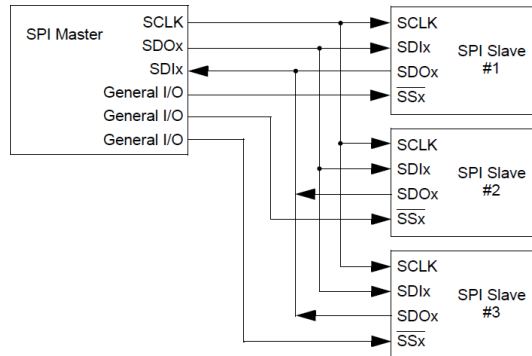 SPI Master
SCLK
SDOx
SDIx
General I/O
General I/O
General I/O
SCLK
SDIx
SDOx
SSx
SPI Slave
#1
SCLK
SDIx
SDOx
SSx
SPI Slave
#2
SCLK
SDIx
SDOx
SSx
SPI Slave
#3